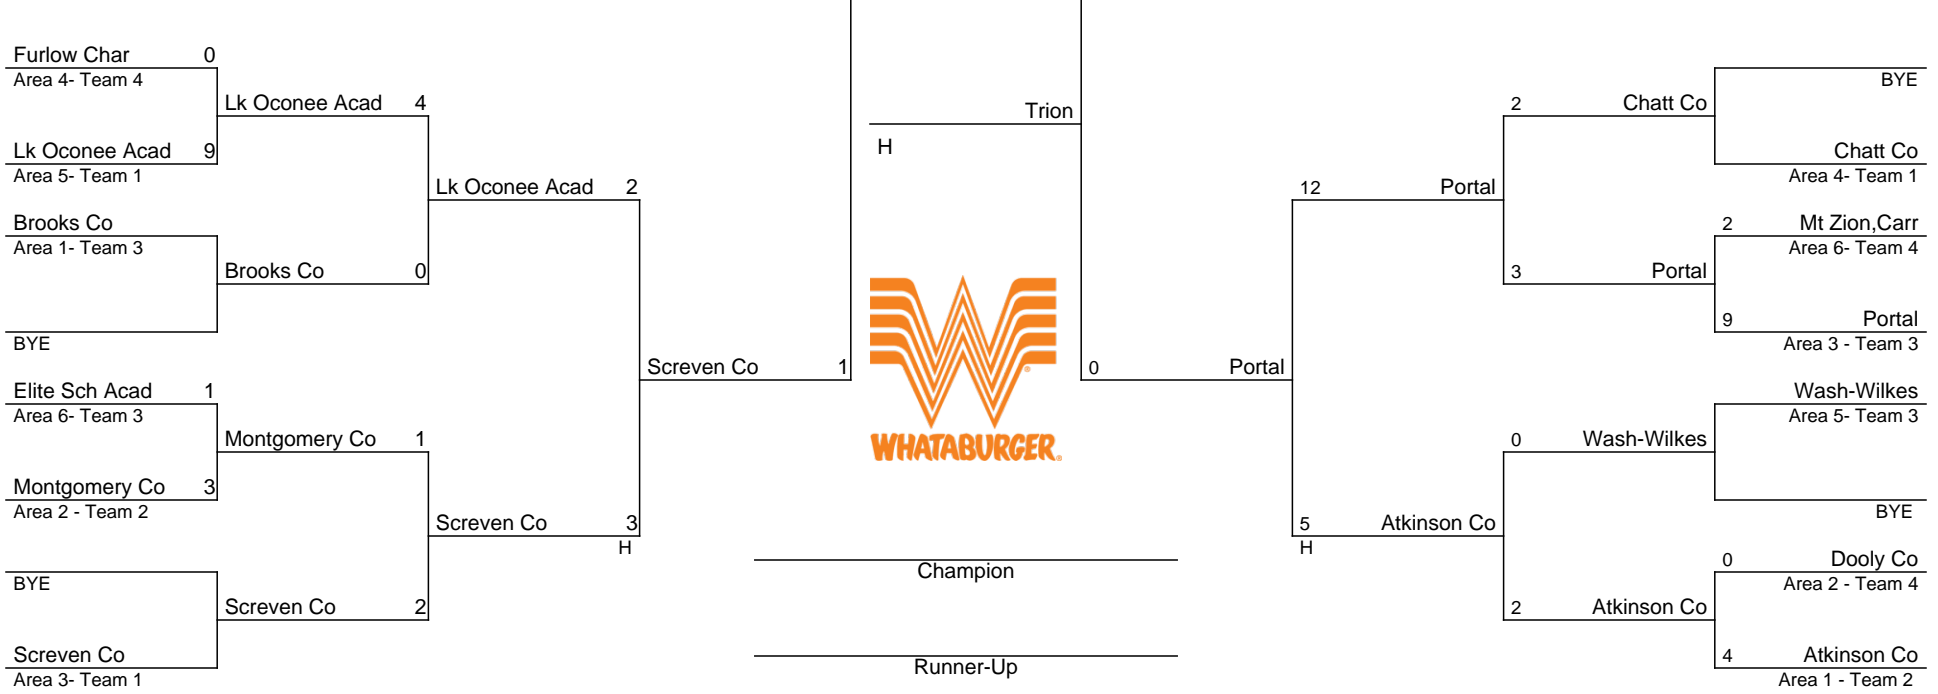 Furlow Char 0
Area 4- Team 4
Lk Oconee Acad 4
Lk Oconee Acad 9
Area 5- Team 1
Lk Oconee Acad 2
Brooks Co
Area 1- Team 3
Brooks Co 0
BYE
Screven Co 1
Elite Sch Acad 1
Area 6- Team 3
Montgomery Co 1
Montgomery Co 3
Area 2 - Team 2
Screven Co 3
H
BYE
Screven Co 2
Screven Co
Area 3- Team 1
Trion
H
WHATABURGER
Champion
Runner-Up
BYE
2 Chatt Co
Chatt Co
Area 4- Team 1
12 Portal
2 Mt Zion,Carr
Area 6- Team 4
3 Portal
9 Portal
Area 3 - Team 3
0 Portal
Wash-Wilkes
Area 5- Team 3
0 Wash-Wilkes
BYE
5 Atkinson Co
H
0 Dooly Co
Area 2 - Team 4
2 Atkinson Co
4 Atkinson Co
Area 1 - Team 2